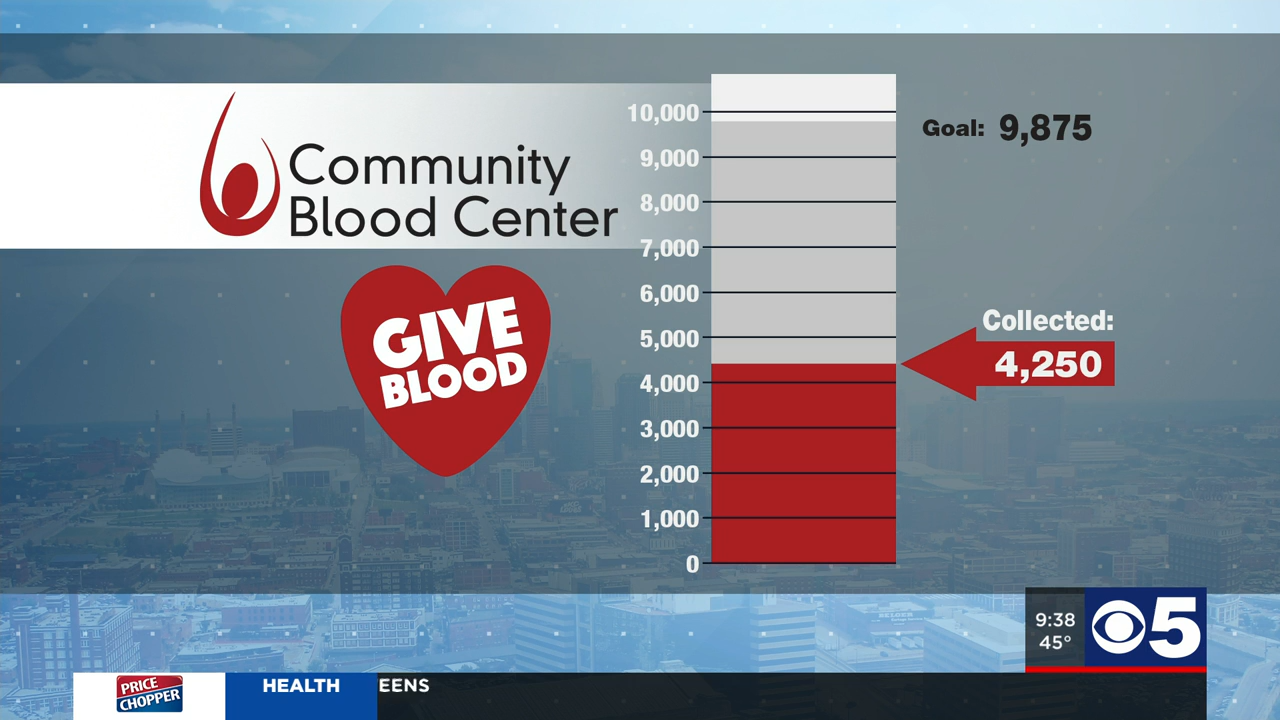 Community
Blood Center
GIVE
BLOOD
10,000
9,000
8,000
7,000
6,000
5,000
4,000
3,000
2,000
1,000
0
Goal: 9,875
Collected:
4,250
9:38
45°
5
PRICE
CHOPPER
HEALTH
EENS